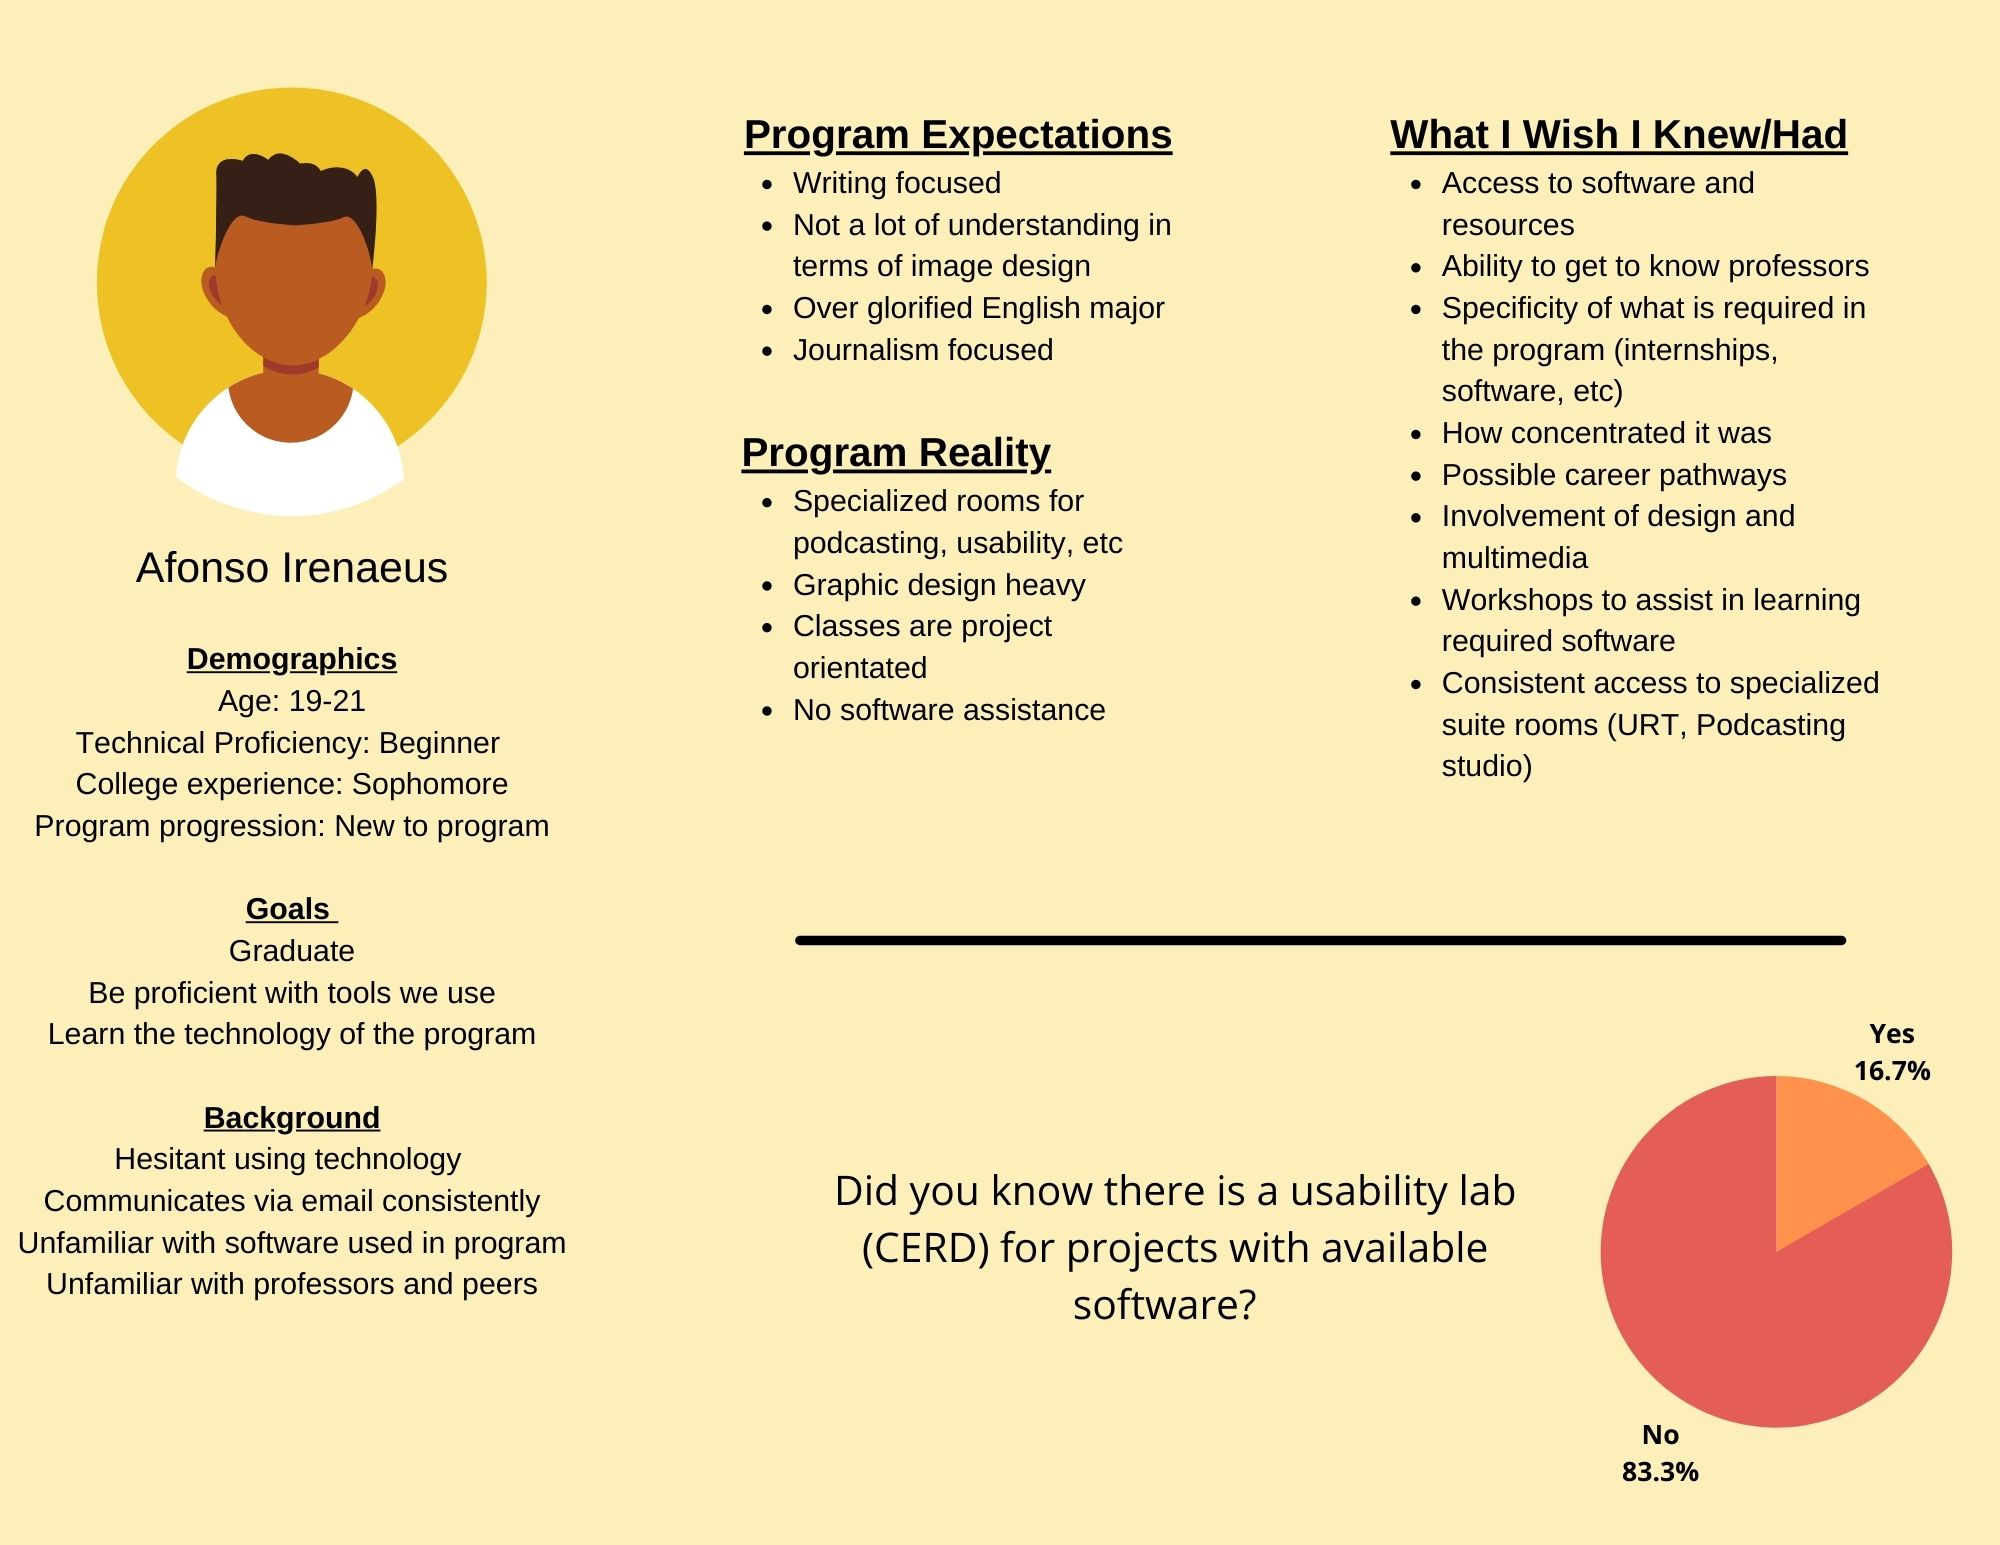 Afonso Irenaeus
Demographics
Age: 19-21
Technical Proficiency: Beginner
College experience: Sophomore
Program progression: New to program
Goals
Graduate
Be proficient with tools we use
Learn the technology of the program
Background
Hesitant using technology
Communicates via email consistently
Unfamiliar with software used in program
Unfamiliar with professors and peers
Program Expectations
• Writing focused
• Not a lot of understanding in
terms of image design
• Over glorified English major
• Journalism focused
Program Reality
• Specialized rooms for
podcasting, usability, etc
• Graphic design heavy
• Classes are project
orientated
• No software assistance
What I Wish I Knew/Had
• Access to software and
resources
• Ability to get to know professors
• Specificity of what is required in
the program (internships,
software, etc)
• How concentrated it was
• Possible career pathways
• Involvement of design and
multimedia
• Workshops to assist in learning
required software
• Consistent access to specialized
suite rooms (URT, Podcasting
studio)
Did you know there is a usability lab
(CERD) for projects with available
software?
Yes
16.7%
No
83.3%